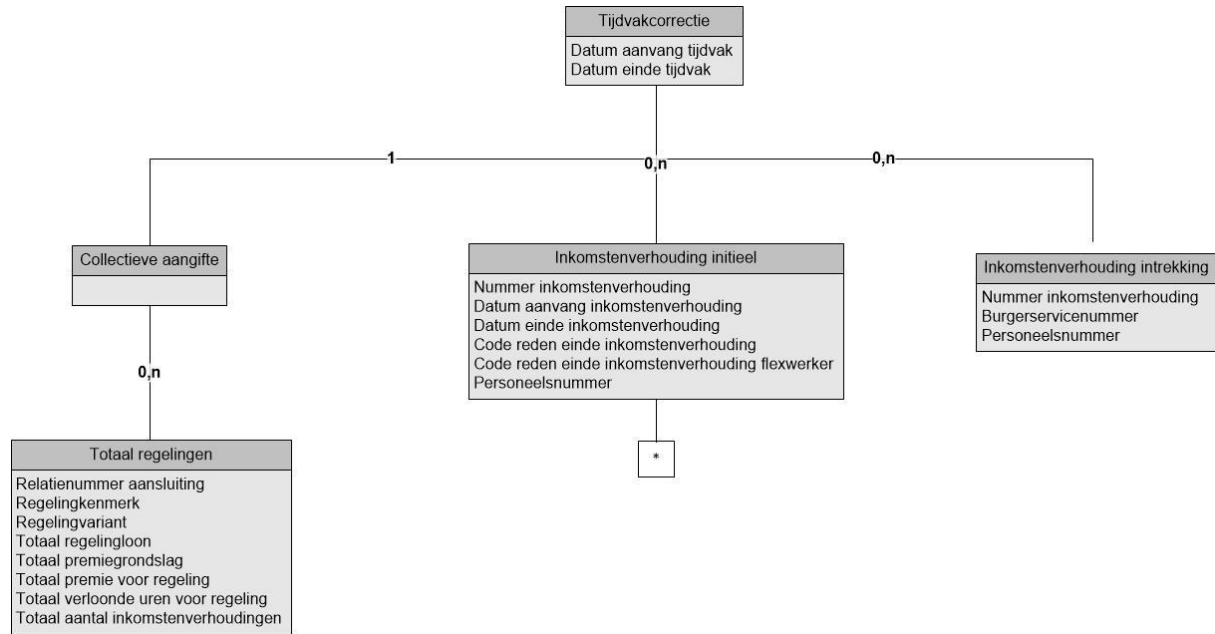 Tijdvakcorrectie
Datum aanvang tijdvak
Datum einde tijdvak
1
0,n
0,n
Collectieve aangifte
0,n
Totaal regelingen
Relatienummer aansluiting
Regelingkenmerk
Regelingvariant
Totaal regelingloon
Totaal premiegrondslag
Totaal premie voor regeling
Totaal verloonde uren voor regeling
Totaal aantal inkomstenverhoudingen
Inkomstenverhouding initieel
Nummer inkomstenverhouding
Datum aanvang inkomstenverhouding
Datum einde inkomstenverhouding
Code reden einde inkomstenverhouding
Code reden einde inkomstenverhouding flexwerker
Personeelsnummer
*
Inkomstenverhouding intrekking
Nummer inkomstenverhouding
Burgerservicenummer
Personeelsnummer